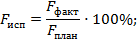 Fисп = Fфакт / Fплан · 100%;